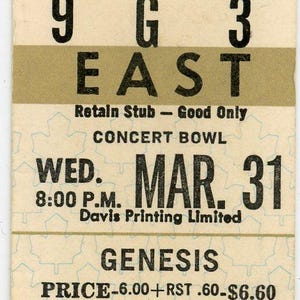 9 G 3
EAST
Retain Stub — Good Only
CONCERT BOWL
WED.
8:00 P.M. MAR. 31
Davis Printing Limited
GENESIS
PRICE-6.00+RST .60-$6.60